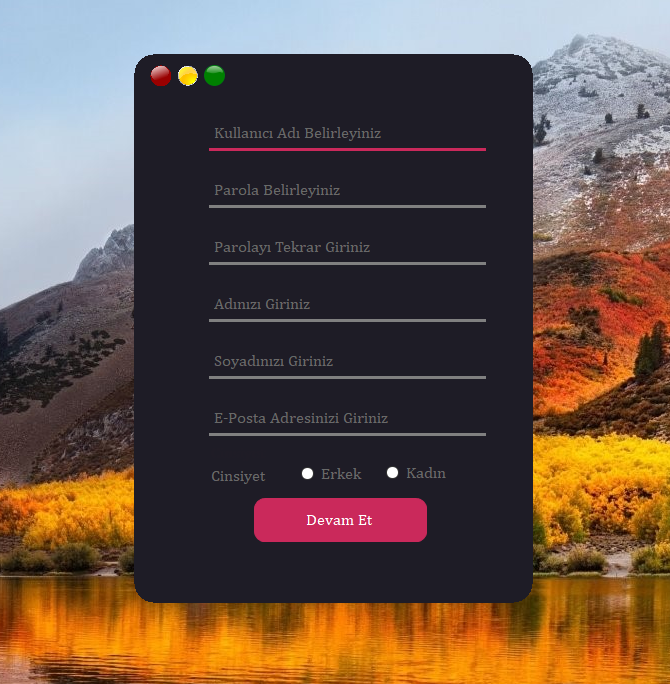 Kullanıcı Adı Belirleyiniz
Parola Belirleyiniz
Parolayı Tekrar Giriniz
Adınızı Giriniz
Soyadınızı Giriniz
E-Posta Adresinizi Giriniz
Cinsiyet Erkek Kadın
Devam Et